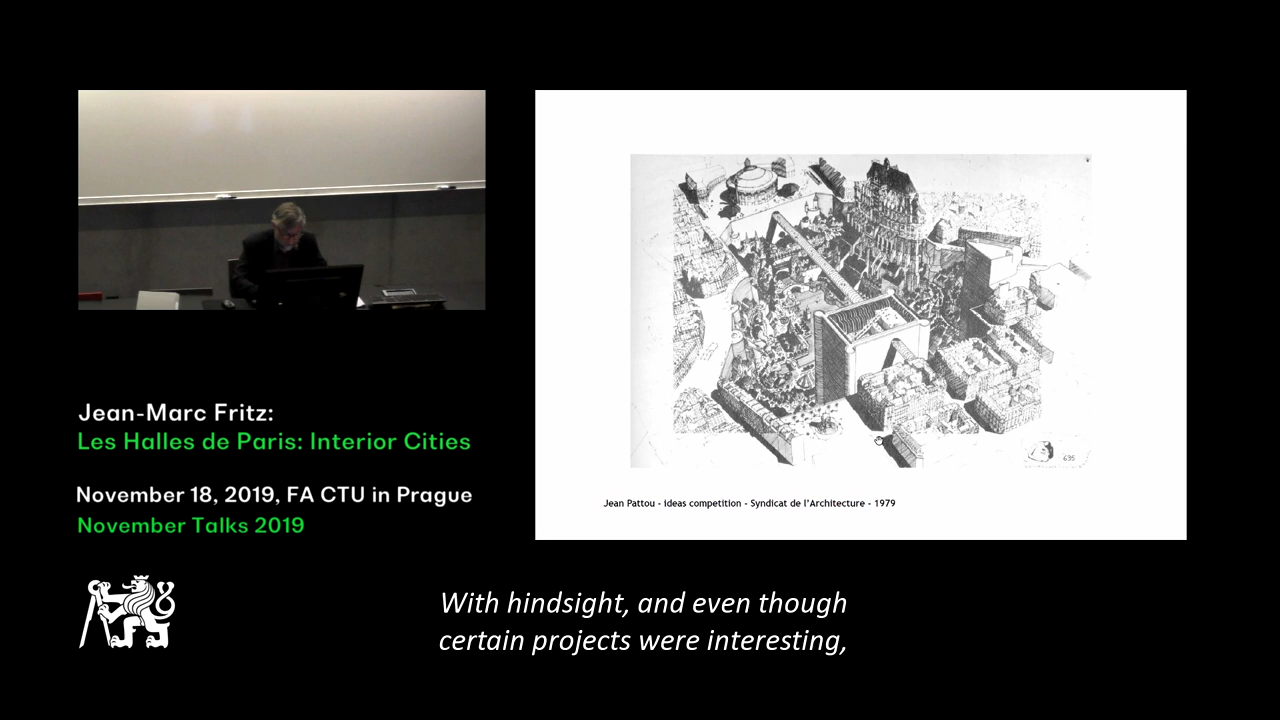 Jean-Marc Fritz:
Les Halles de Paris: Interior Cities
November 18, 2019, FA CTU in Prague
November Talks 2019
635
Jean Pattou - ideas competition - Syndicat de l'Architecture - 1979
With hindsight, and even though
certain projects were interesting,